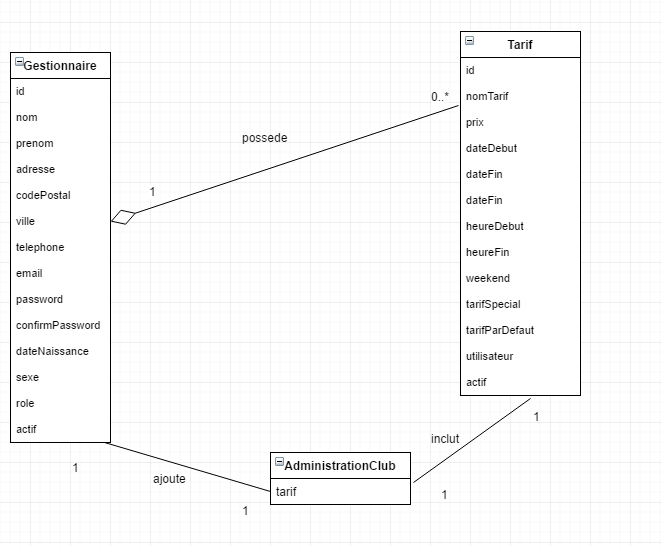 Gestionnaire
id
nom
prenom
adresse
codePostal
ville
telephone
email
password
confirmPassword
dateNaissance
sexe
role
actif
1
possede
0..*
Tarif
id
nomTarif
prix
dateDebut
dateFin
dateFin
heureDebut
heureFin
weekend
tarifSpecial
tarifParDefaut
utilisateur
actif
1
ajoute
1
AdministrationClub
tarif
inclut
1
1